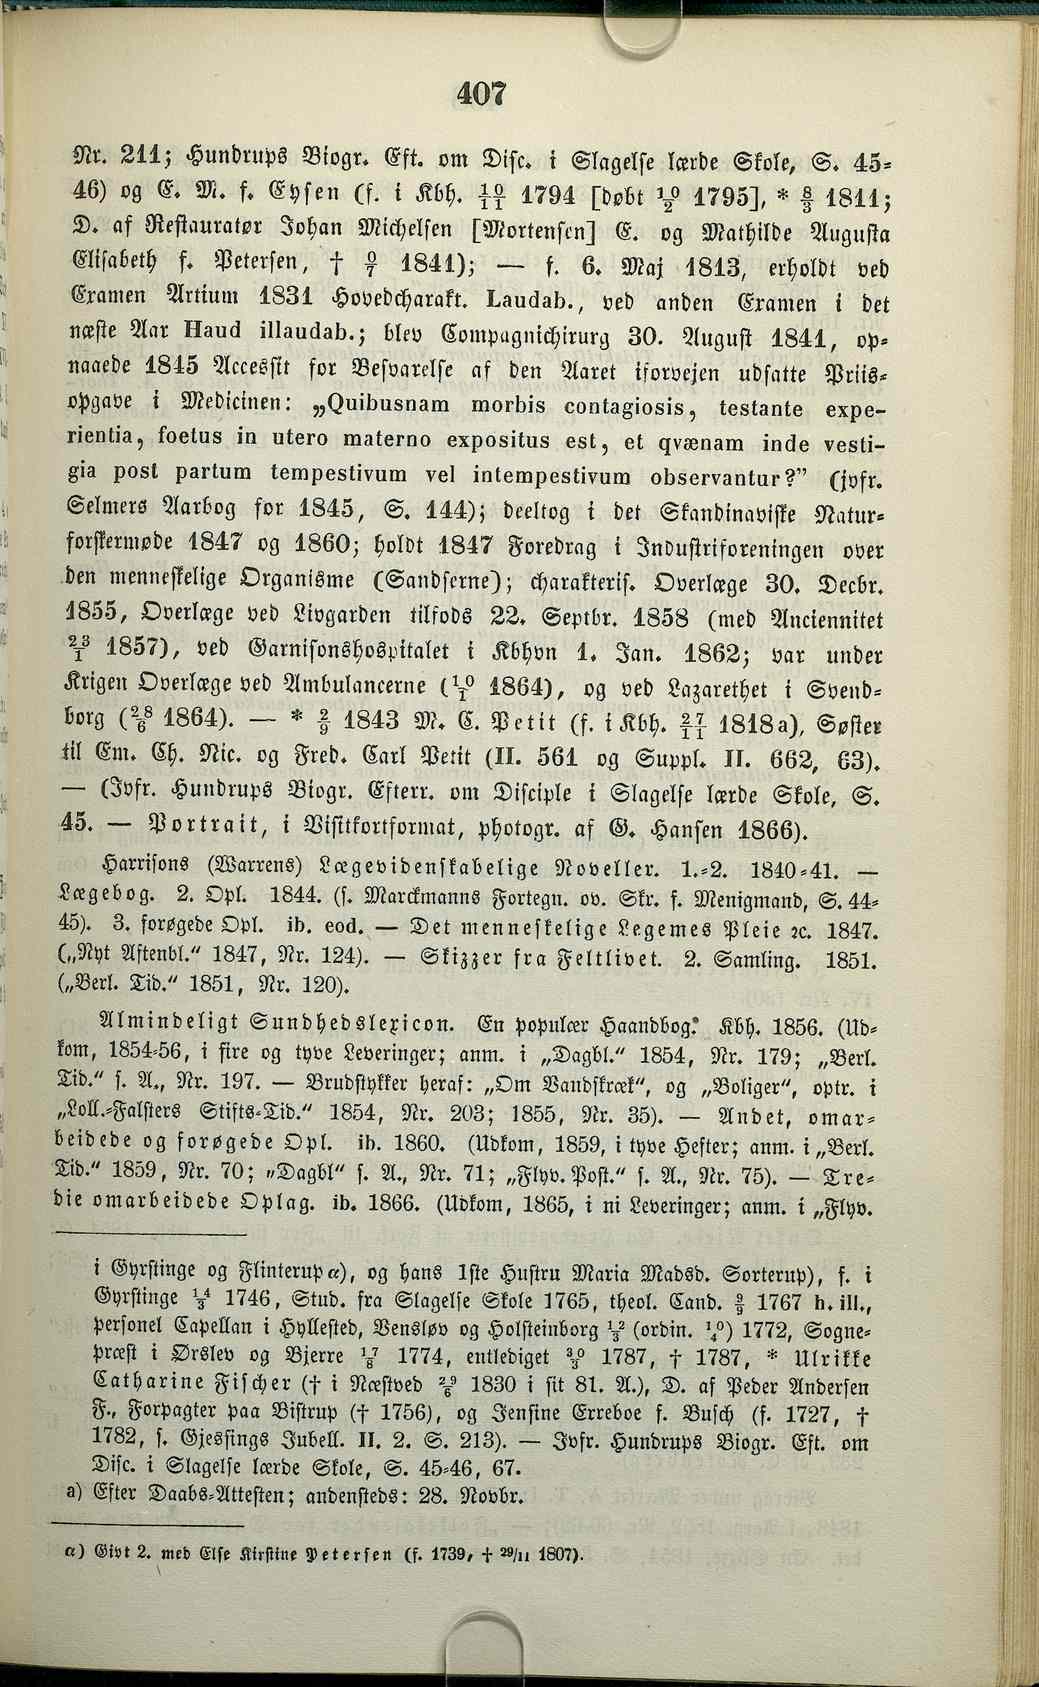 407
Nr. 211; Hundrups Biogr. Eft. om Disc. i Slagelse lærde Skole, S. 45-
46) og E. M. f. Eysen (f. i Kbh. 10/11 1794 [døbt 10/2 1795], * 8/3 1811;
D. af Restauratør Johan Michelsen [Mortensen] E. og Mathilde Augusta
Elisabeth f. Petersen, † 9/7 1841); — f. 6. Maj 1813, erholdt ved
Examen Artium 1831 Hovedcharakt. Laudab., ved anden Examen i det
næste Aar Haud illaudab.; blev Compagnichirurg 30. August 1841, op-
naaede 1845 Accessit for Besvarelse af den Aaret iforvejen udsatte Priis-
opgave i Medicinen: „Quibusnam morbis contagiosis, testante expe-
rientia, foetus in utero materno expositus est, et qvænam inde vesti-
gia post partum tempestivum vel intempestivum observantur?” (jvfr.
Selmers Aarbog for 1845, S. 144); deeltog i det Skandinaviske Natur-
forskermøde 1847 og 1860; holdt 1847 Foredrag i Industriforeningen over
den menneskelige Organisme (Sandserne); charakteris. Overlæge 30. Decbr.
1855, Overlæge ved Livgarden tilfods 22. Septbr. 1858 (med Anciennitet
23/1 1857), ved Garnisonshospitalet i Kbhvn 1. Jan. 1862; var under
Krigen Overlæge ved Ambulancerne (10/1 1864), og ved Lazarethet i Svend-
borg (28/6 1864). — * 2/9 1843 M. C. Petit (f. i Kbh. 27/11 1818a), Søster
til Em. Ch. Nic. og Fred. Carl Petit (II. 561 og Suppl. II. 662, 63).
— (Jvfr. Hundrups Biogr. Efterr. om Disciple i Slagelse lærde Skole, S.
45. — Portrait, i Visitkortformat, photogr. af G. Hansen 1866).
Harrisons (Warrens) Lægevidenskabelige Noveller. 1.-2. 1840-41. —
Lægebog. 2. Opl. 1844. (s. Marckmanns Fortegn. ov. Skr. f. Menigmand, S. 44-
45). 3. forøgede Opl. ib. eod. — Det menneskelige Legemes Pleie ꝛc. 1847.
(„Nyt Aftenbl.“ 1847, Nr. 124). — Skizzer fra Feltlivet. 2. Samling. 1851.
(„Berl. Tid.“ 1851, Nr. 120).
Almindeligt Sundhedslexicon. En populær Haandbog. Kbh. 1856. (Ud-
kom, 1854-56, i fire og tyve Leveringer; anm. i „Dagbl.“ 1854, Nr. 179; „Berl.
Tid.“ s. A., Nr. 197. — Brudstykker heraf: „Om Vandskræk“, og „Boliger“, optr. i
„Loll.-Falsters Stifts-Tid.“ 1854, Nr. 203; 1855, Nr. 35). — Andet, omar-
beidede og forøgede Opl. ib. 1860. (Udkom, 1859, i tyve Hefter; anm. i „Berl.
Tid.“ 1859, Nr. 70; „Dagbl“ s. A., Nr. 71; „Flyv. Post.“ s. A., Nr. 75). — Tre-
die omarbeidede Oplag. ib. 1866. (Udkom, 1865, i ni Leveringer; anm. i „Flyv.
i Gyrstinge og Flinterup α), og hans 1ste Hustru Maria Madsd. Sorterup), f. i
Gyrstinge 14/3 1746, Stud. fra Slagelse Skole 1765, theol. Cand. 9/9 1767 h. ill.,
personel Capellan i Hyllested, Vensløv og Holsteinborg 12/3 (ordin. 10/4) 1772, Sogne-
præst i Ørslev og Bjerre 17/8 1774, entlediget 30/3 1787, † 1787, * Ulrikke
Catharine Fischer († i Næstved 29/6 1830 i sit 81. A.), D. af Peder Andersen
F., Forpagter paa Bistrup († 1756), og Jensine Erreboe f. Busch (f. 1727, †
1782, s. Gjessings Jubell. II. 2. S. 213). — Jvfr. Hundrups Biogr. Eft. om
Disc. i Slagelse lærde Skole, S. 45-46, 67.
a) Efter Daabs-Attesten; andensteds: 28. Novbr.
α) Givt 2. med Else Kirstine Petersen (f. 1739, † 29/11 1807).